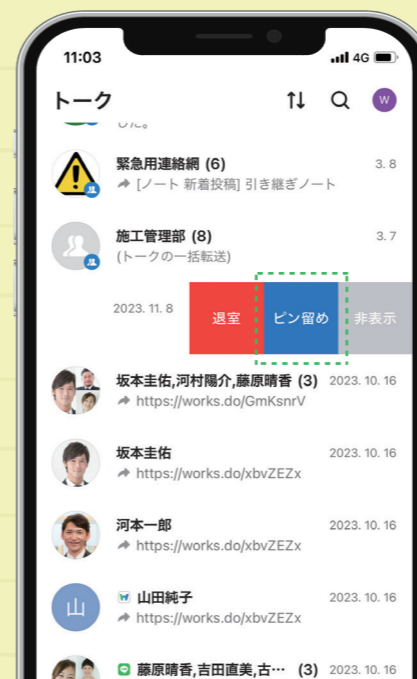 11:03 4G
トーク W
した。
緊急用連絡網 (6) 3. 8
[ノート 新着投稿] 引き継ぎノート
施工管理部 (8) 3. 7
(トークの一括転送)
2023. 11. 8 退室 ピン留め 非表示
坂本圭佑,河村陽介,藤原晴香 (3) 2023. 10. 16
https://works.do/GmKsnrV
坂本圭佑 2023. 10. 16
https://works.do/xbvZEZx
河本一郎 2023. 10. 16
https://works.do/xbvZEZx
山 山田純子 2023. 10. 16
https://works.do/xbvZEZx
藤原晴香,吉田直美,古… (3) 2023. 10. 16